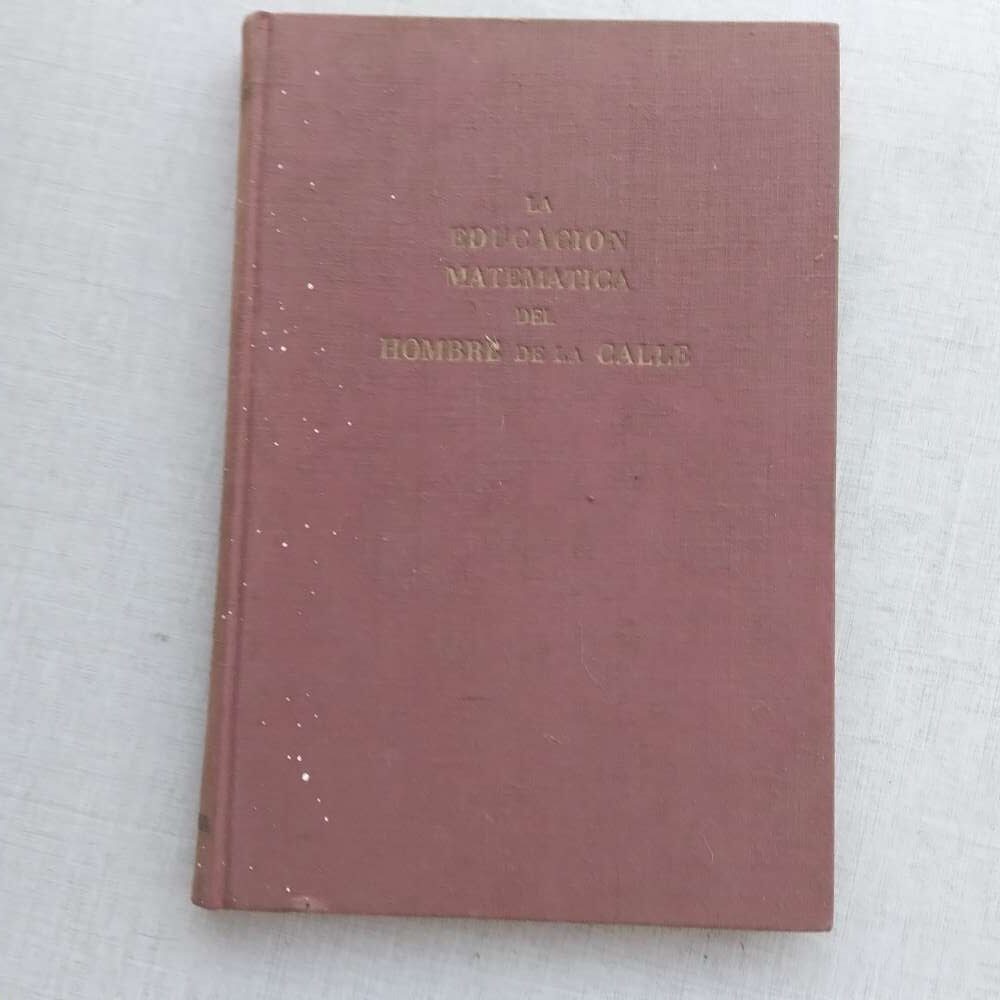 LA
EDUCACION
MATEMATICA
DEL
HOMBRE DE LA CALLE